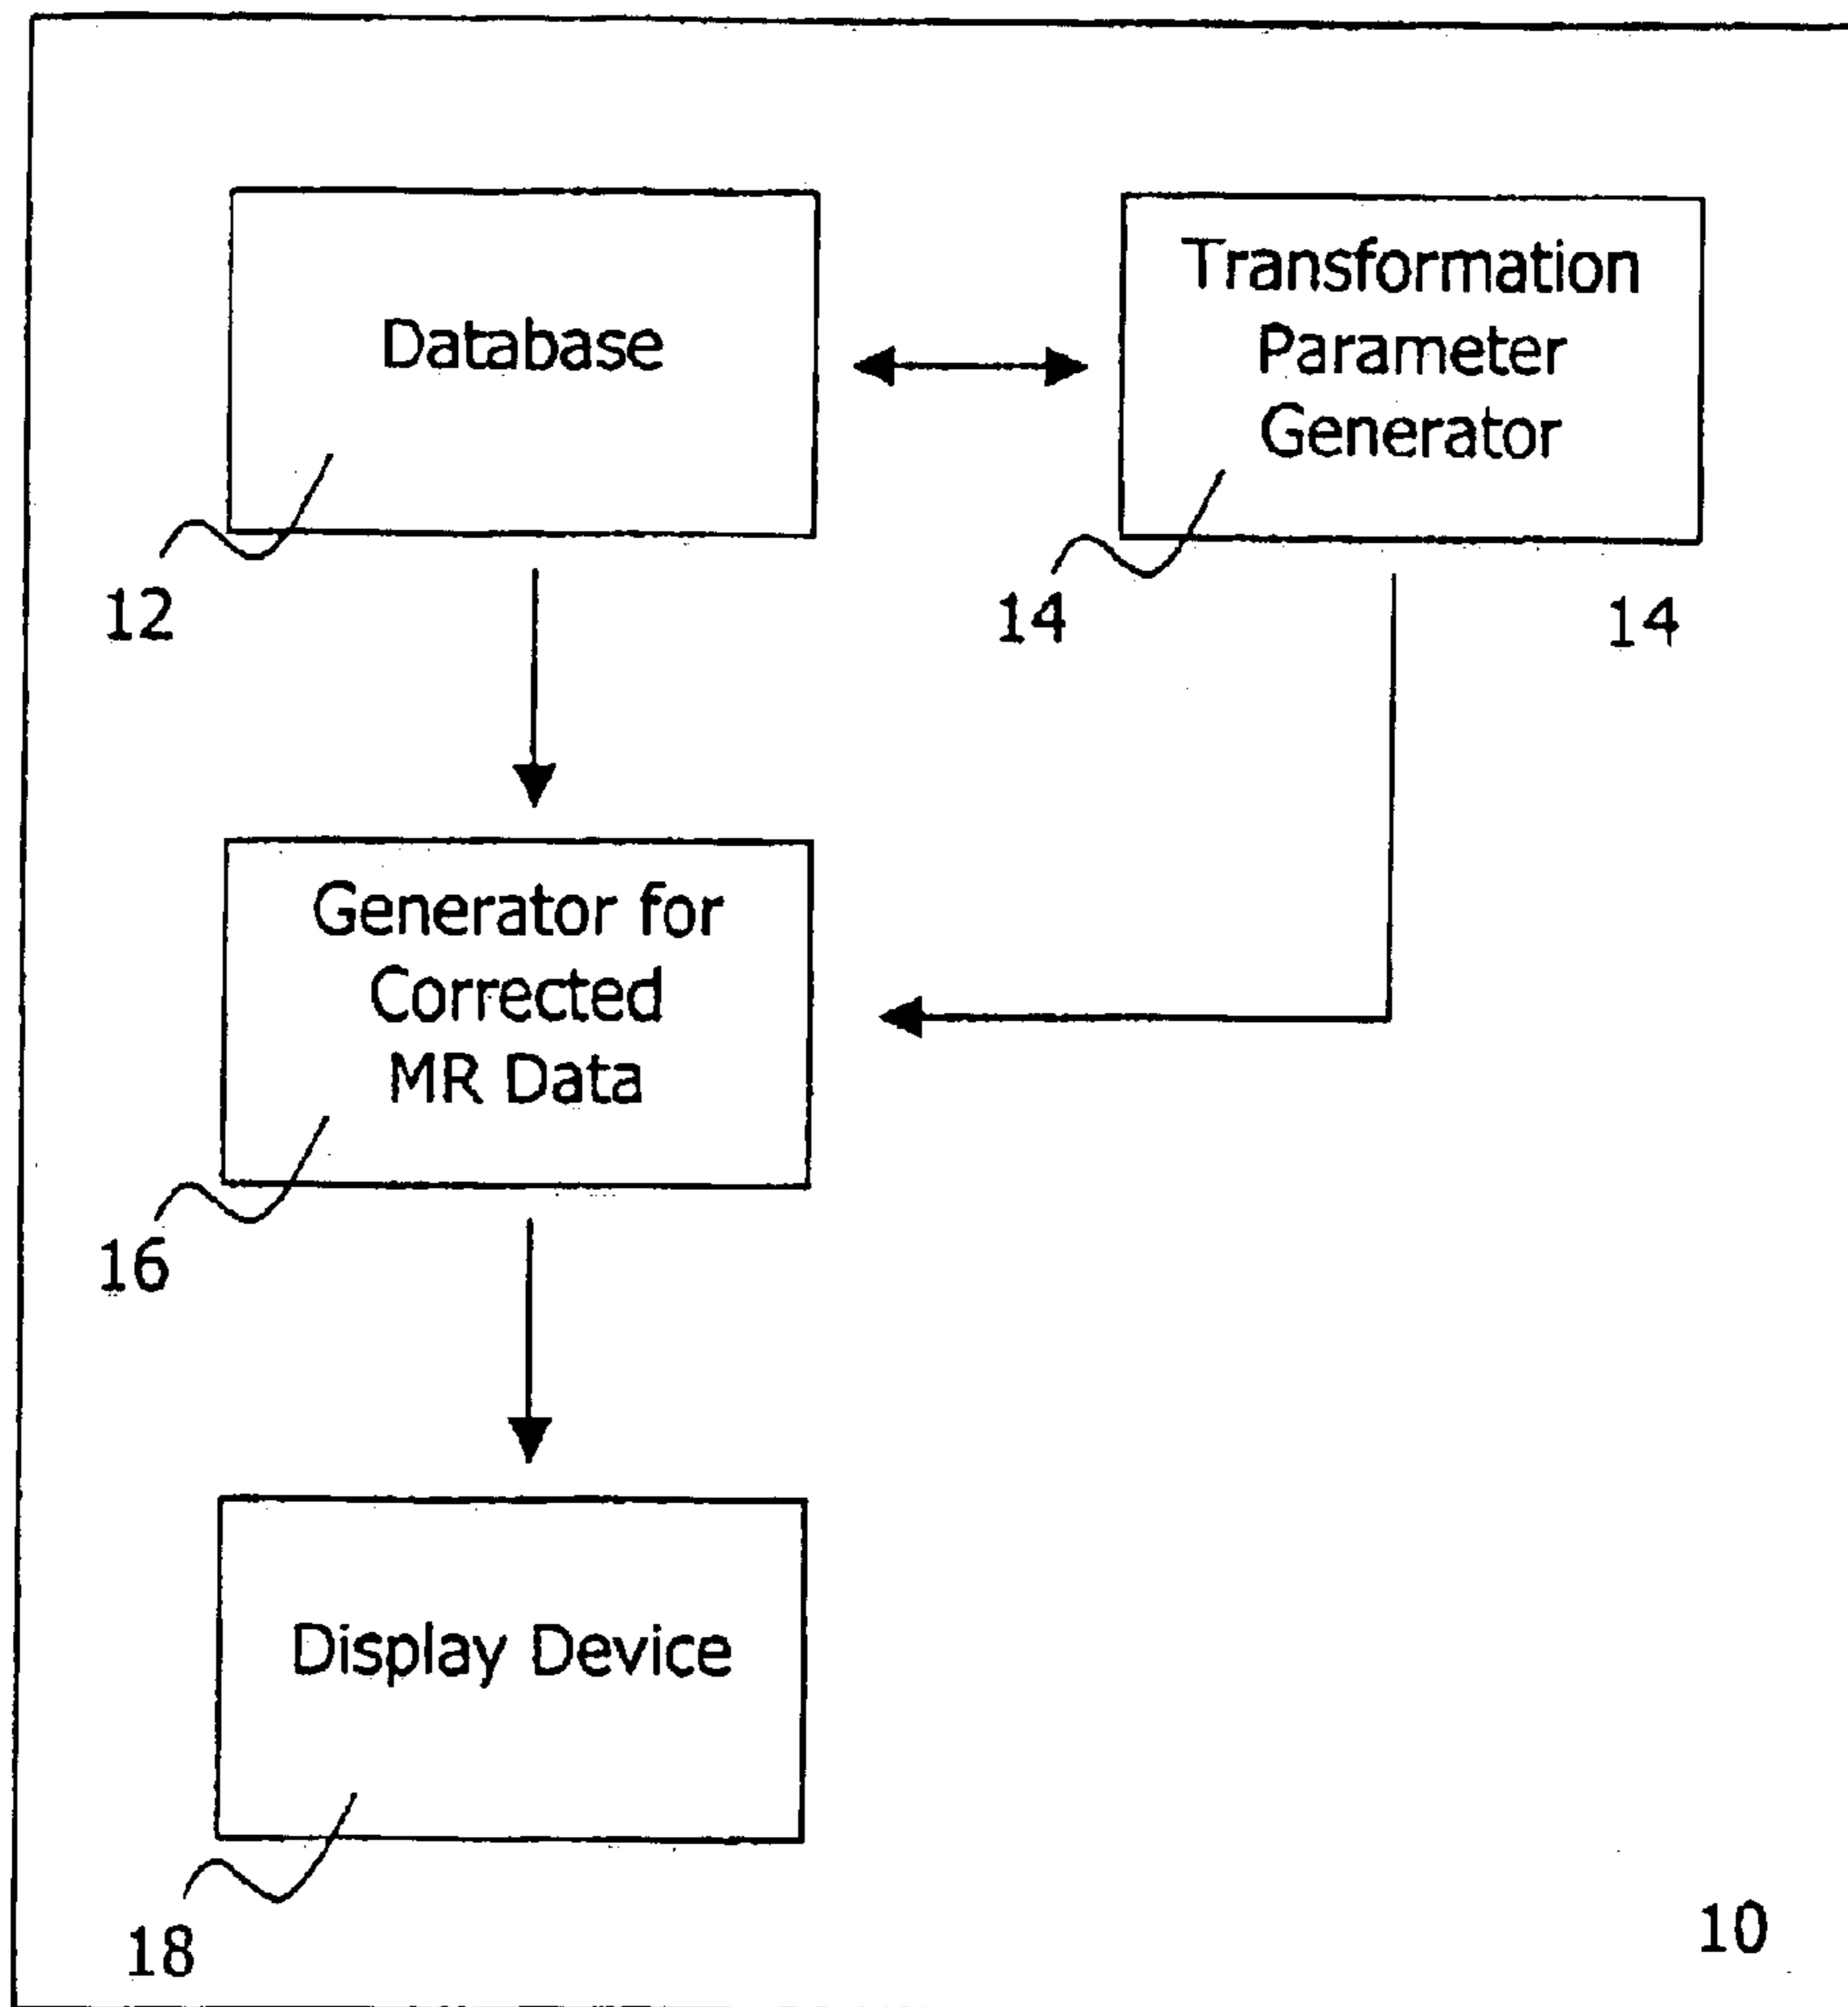 Database
Transformation
Parameter
Generator
12
14
14
Generator for
Corrected
MR Data
16
Display Device
18
10